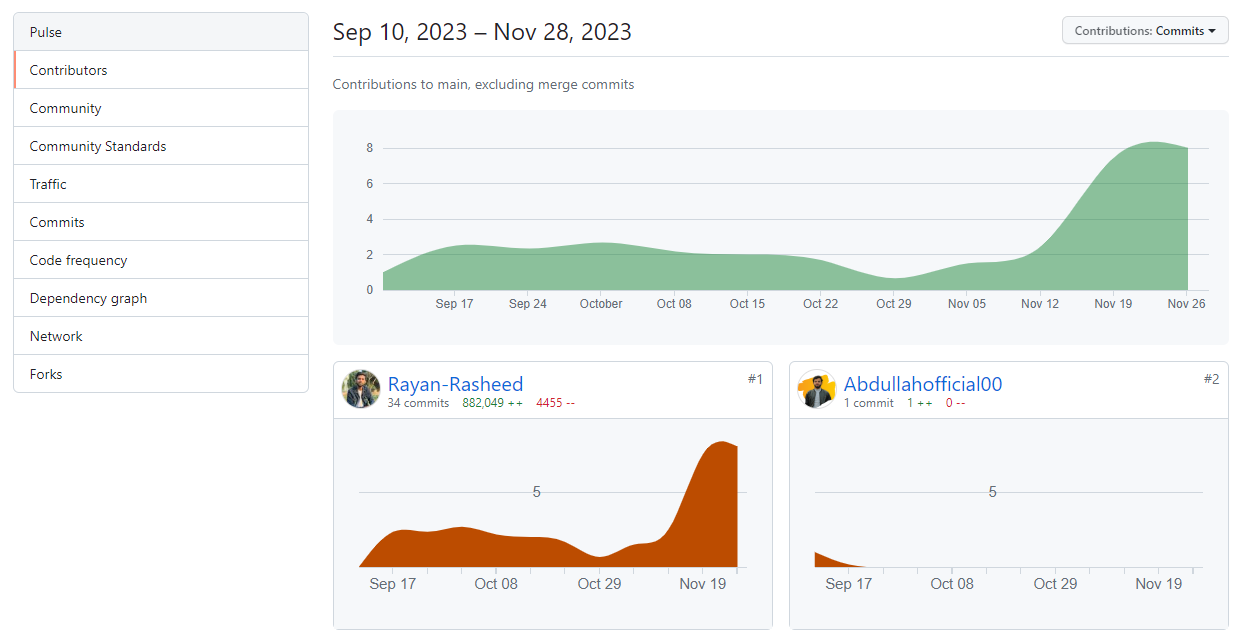 Pulse
Contributors
Community
Community Standards
Traffic
Commits
Code frequency
Dependency graph
Network
Forks
Sep 10, 2023 – Nov 28, 2023
Contributions: Commits
Contributions to main, excluding merge commits
8
6
4
2
0
Sep 17 Sep 24 October Oct 08 Oct 15 Oct 22 Oct 29 Nov 05 Nov 12 Nov 19 Nov 26
Rayan-Rasheed #1
34 commits 882,049 ++ 4455 --
5
Sep 17 Oct 08 Oct 29 Nov 19
Abdullahofficial00 #2
1 commit 1 ++ 0 --
5
Sep 17 Oct 08 Oct 29 Nov 19